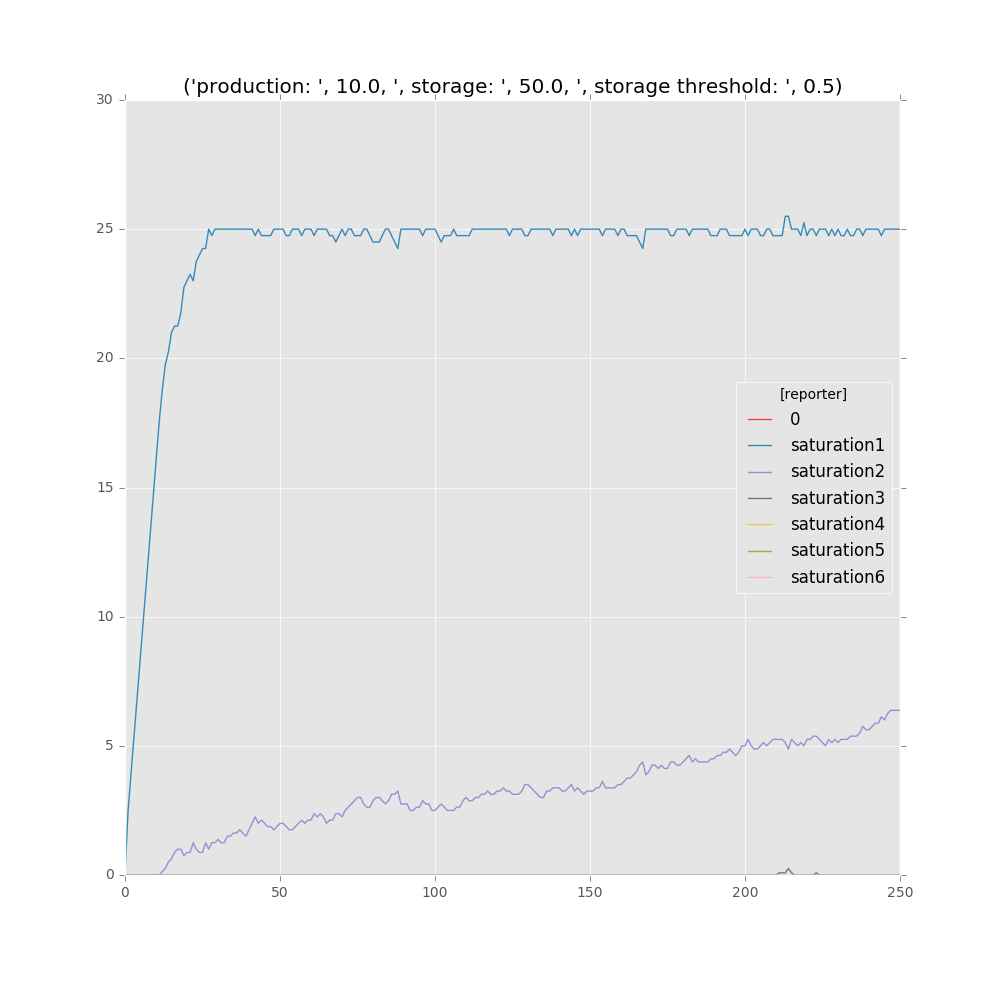 ('production: ', 10.0, ', storage: ', 50.0, ', storage threshold: ', 0.5)
30
25
20
15
10
5
0
[reporter]
0
saturation1
saturation2
saturation3
saturation4
saturation5
saturation6
0 50 100 150 200 250